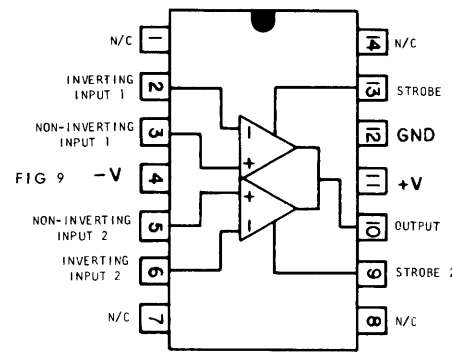 N/C 1
14 N/C
INVERTING
INPUT 1 2
13 STROBE
NON-INVERTING
INPUT 1 3
12 GND
FIG 9 -V 4
11 +V
NON-INVERTING
INPUT 2 5
10 OUTPUT
INVERTING
INPUT 2 6
9 STROBE 2
N/C 7
8 N/C
-
+
+
-